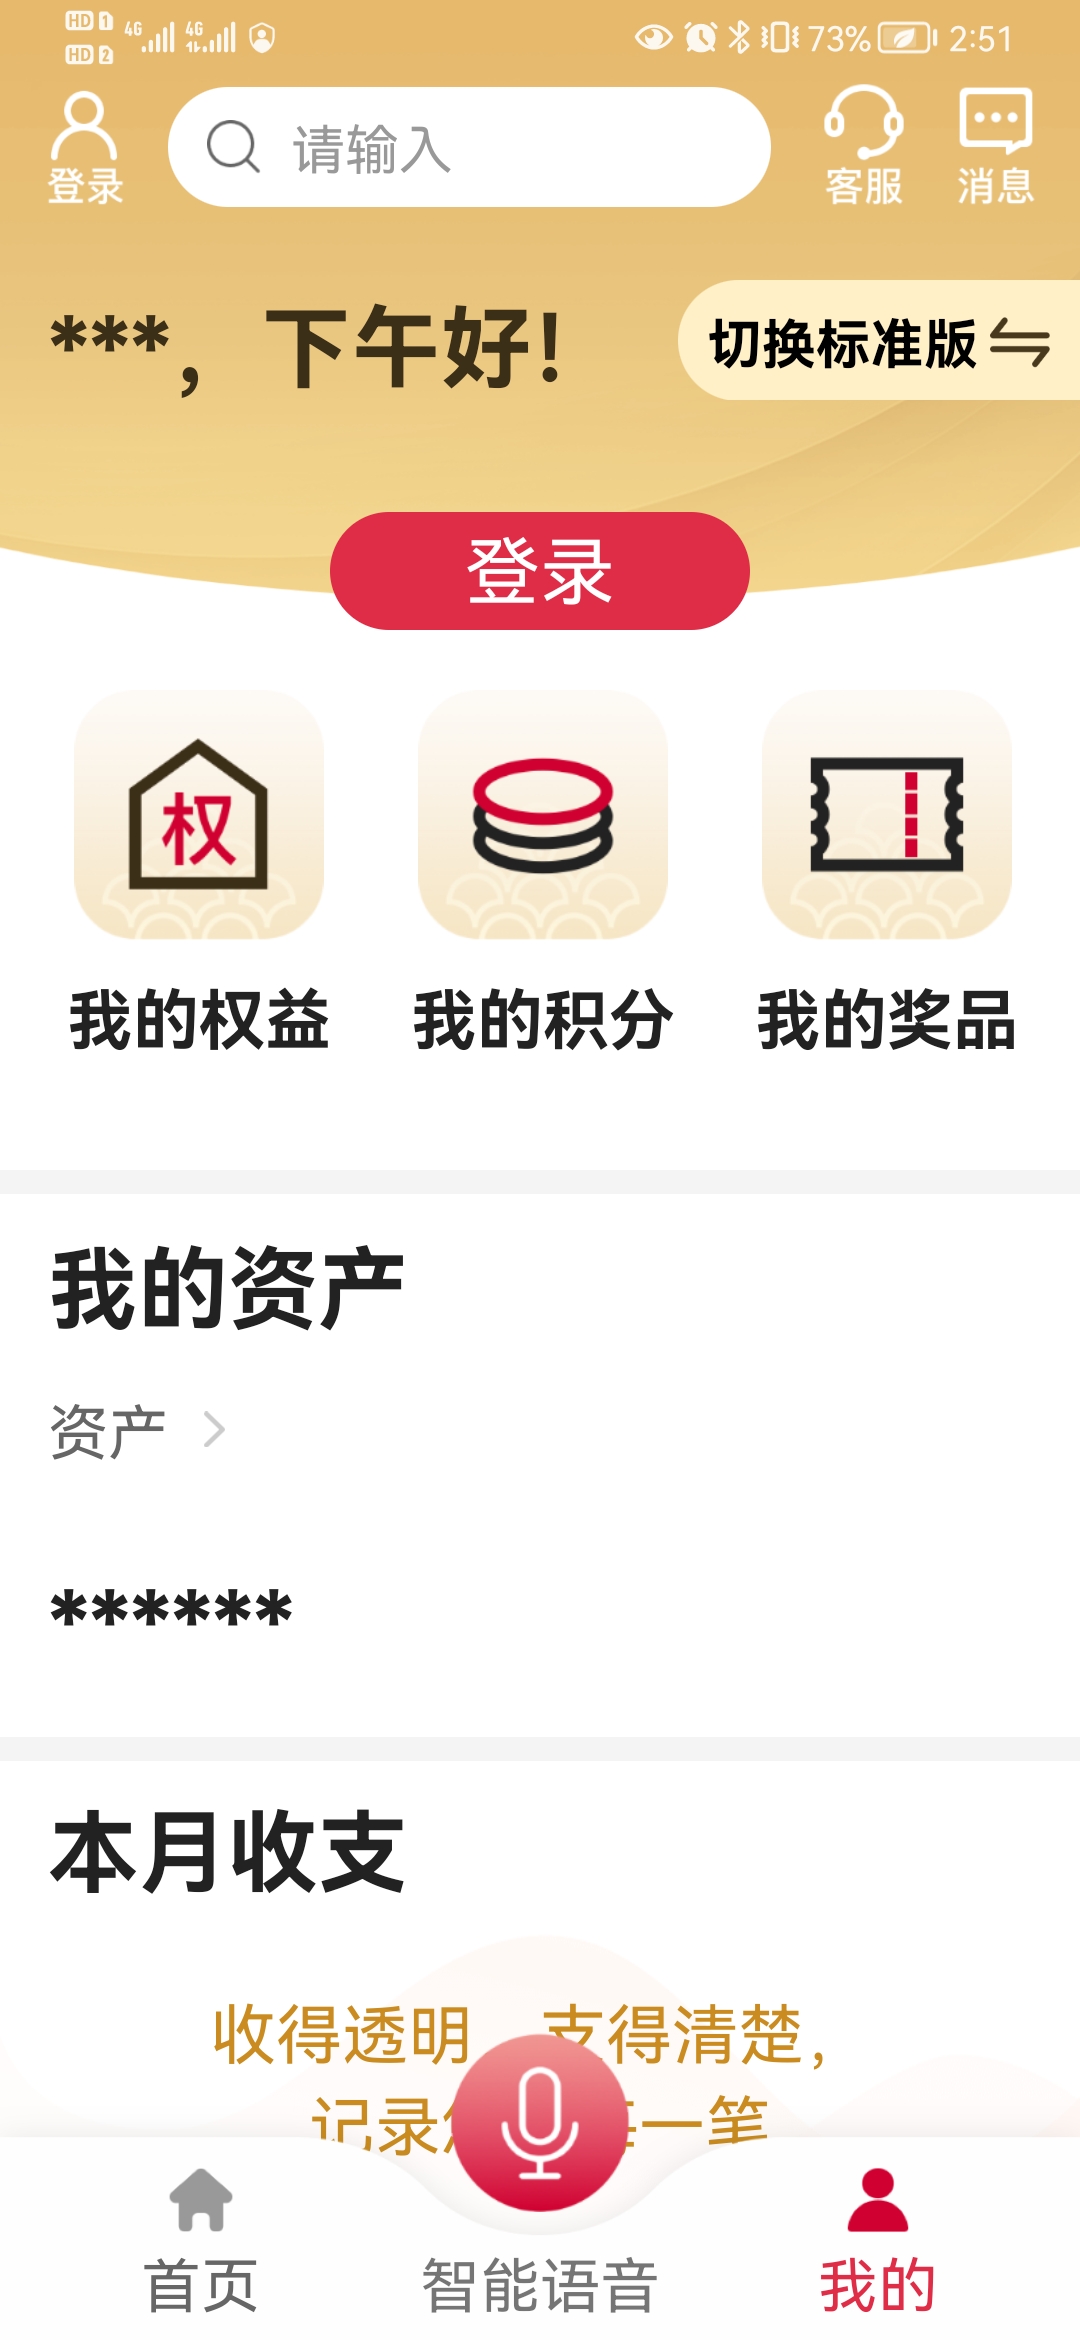 HD 1 4G 4G 73% 2:51
HD 2
请输入
登录 客服 消息
***，下午好！ 切换标准版
登录
权
我的权益 我的积分 我的奖品
我的资产
资产
******
本月收支
收得透明 支得清楚，
记录 每一笔
首页 智能语音 我的